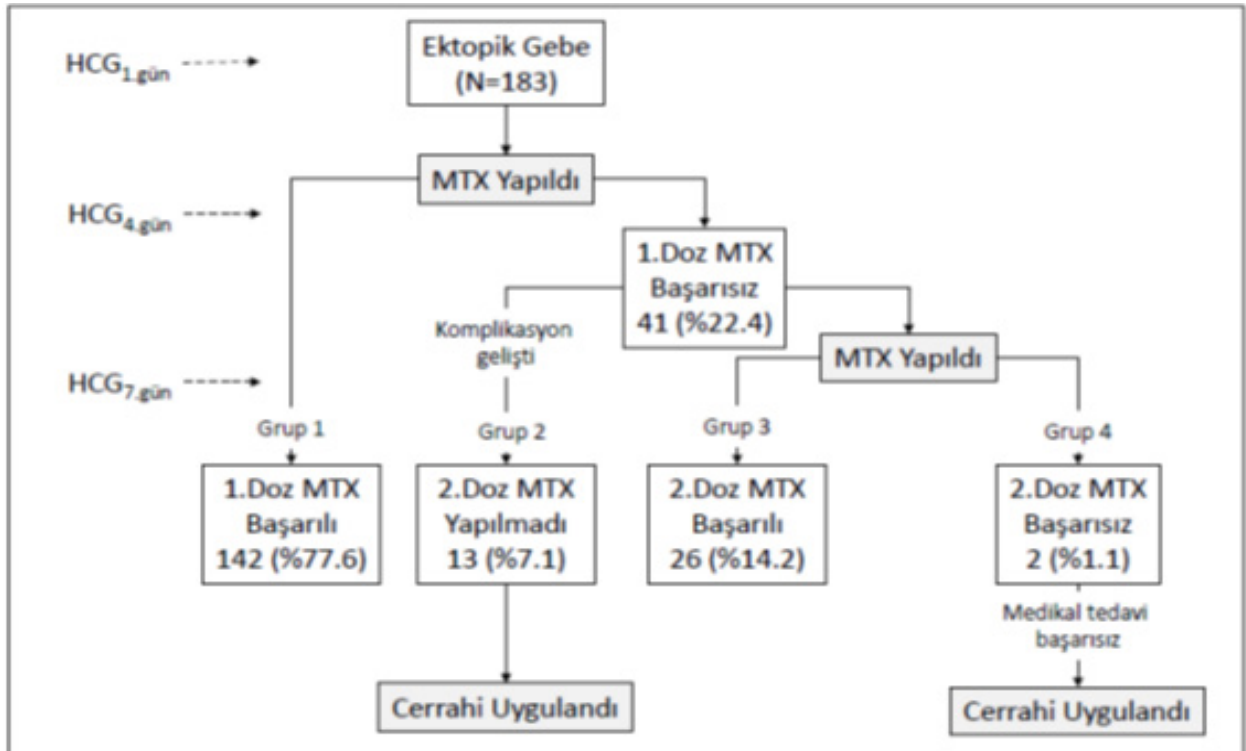 Ektopik Gebe
(N=183)
HCG1.gün
MTX Yapıldı
HCG4.gün
1.Doz MTX
Başarısız
41 (%22.4)
Komplikasyon
gelişti
MTX Yapıldı
HCG7.gün
Grup 1
Grup 2
Grup 3
Grup 4
1.Doz MTX
Başarılı
142 (%77.6)
2.Doz MTX
Yapılmadı
13 (%7.1)
2.Doz MTX
Başarılı
26 (%14.2)
2.Doz MTX
Başarısız
2 (%1.1)
Medikal tedavi
başarısız
Cerrahi Uygulandı
Cerrahi Uygulandı